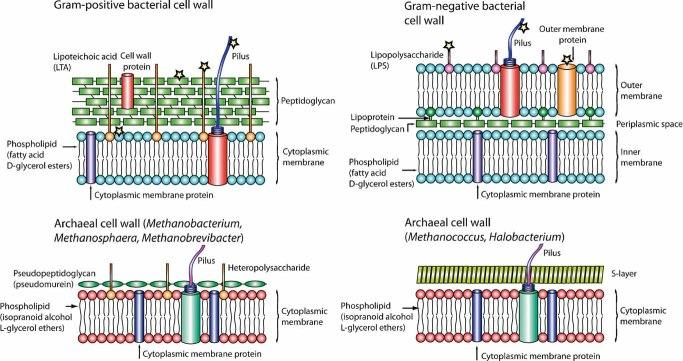 Gram-positive bacterial cell wall
Lipoteichoic acid
(LTA)
Cell wall
protein
Pilus
Peptidoglycan
Phospholipid
(fatty acid
D-glycerol esters)
Cytoplasmic
membrane
Cytoplasmic membrane protein
Gram-negative bacterial
cell wall
Lipopolysaccharide
(LPS)
Pilus
Outer membrane
protein
Outer
membrane
Lipoprotein
Peptidoglycan
Periplasmic space
Phospholipid
(fatty acid
D-glycerol esters)
Inner
membrane
Cytoplasmic membrane protein
Archaeal cell wall (Methanobacterium,
Methanosphaera, Methanobrevibacter)
Pilus
Pseudopeptidoglycan
(pseudomurein)
Heteropolysaccharide
Phospholipid
(isopranoid alcohol
L-glycerol ethers)
Cytoplasmic
membrane
Cytoplasmic membrane protein
Archaeal cell wall
(Methanococus, Halobacterium)
Pilus
S-layer
Phospholipid
(isopranoid alcohol
L-glycerol ethers)
Cytoplasmic
membrane
Cytoplasmic membrane protein